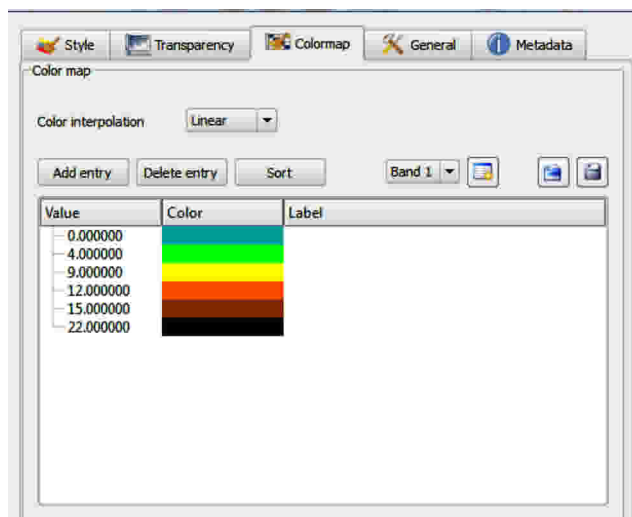 Style Transparency Colormap General Metadata
Color map
Color interpolation Linear
Add entry Delete entry Sort Band 1
Value Color Label
0.000000
4.000000
9.000000
12.000000
15.000000
22.000000